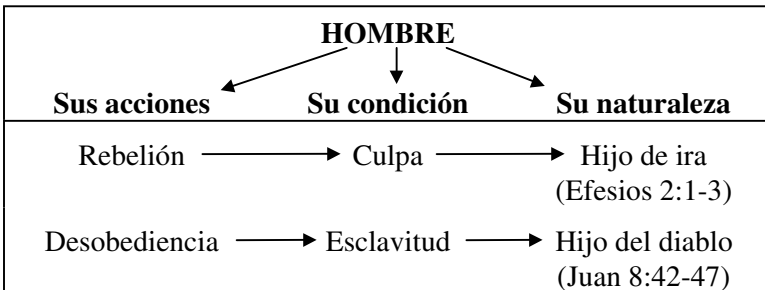 HOMBRE
Sus acciones Su condición Su naturaleza
Rebelión Culpa Hijo de ira
(Efesios 2:1-3)
Desobediencia Esclavitud Hijo del diablo
(Juan 8:42-47)